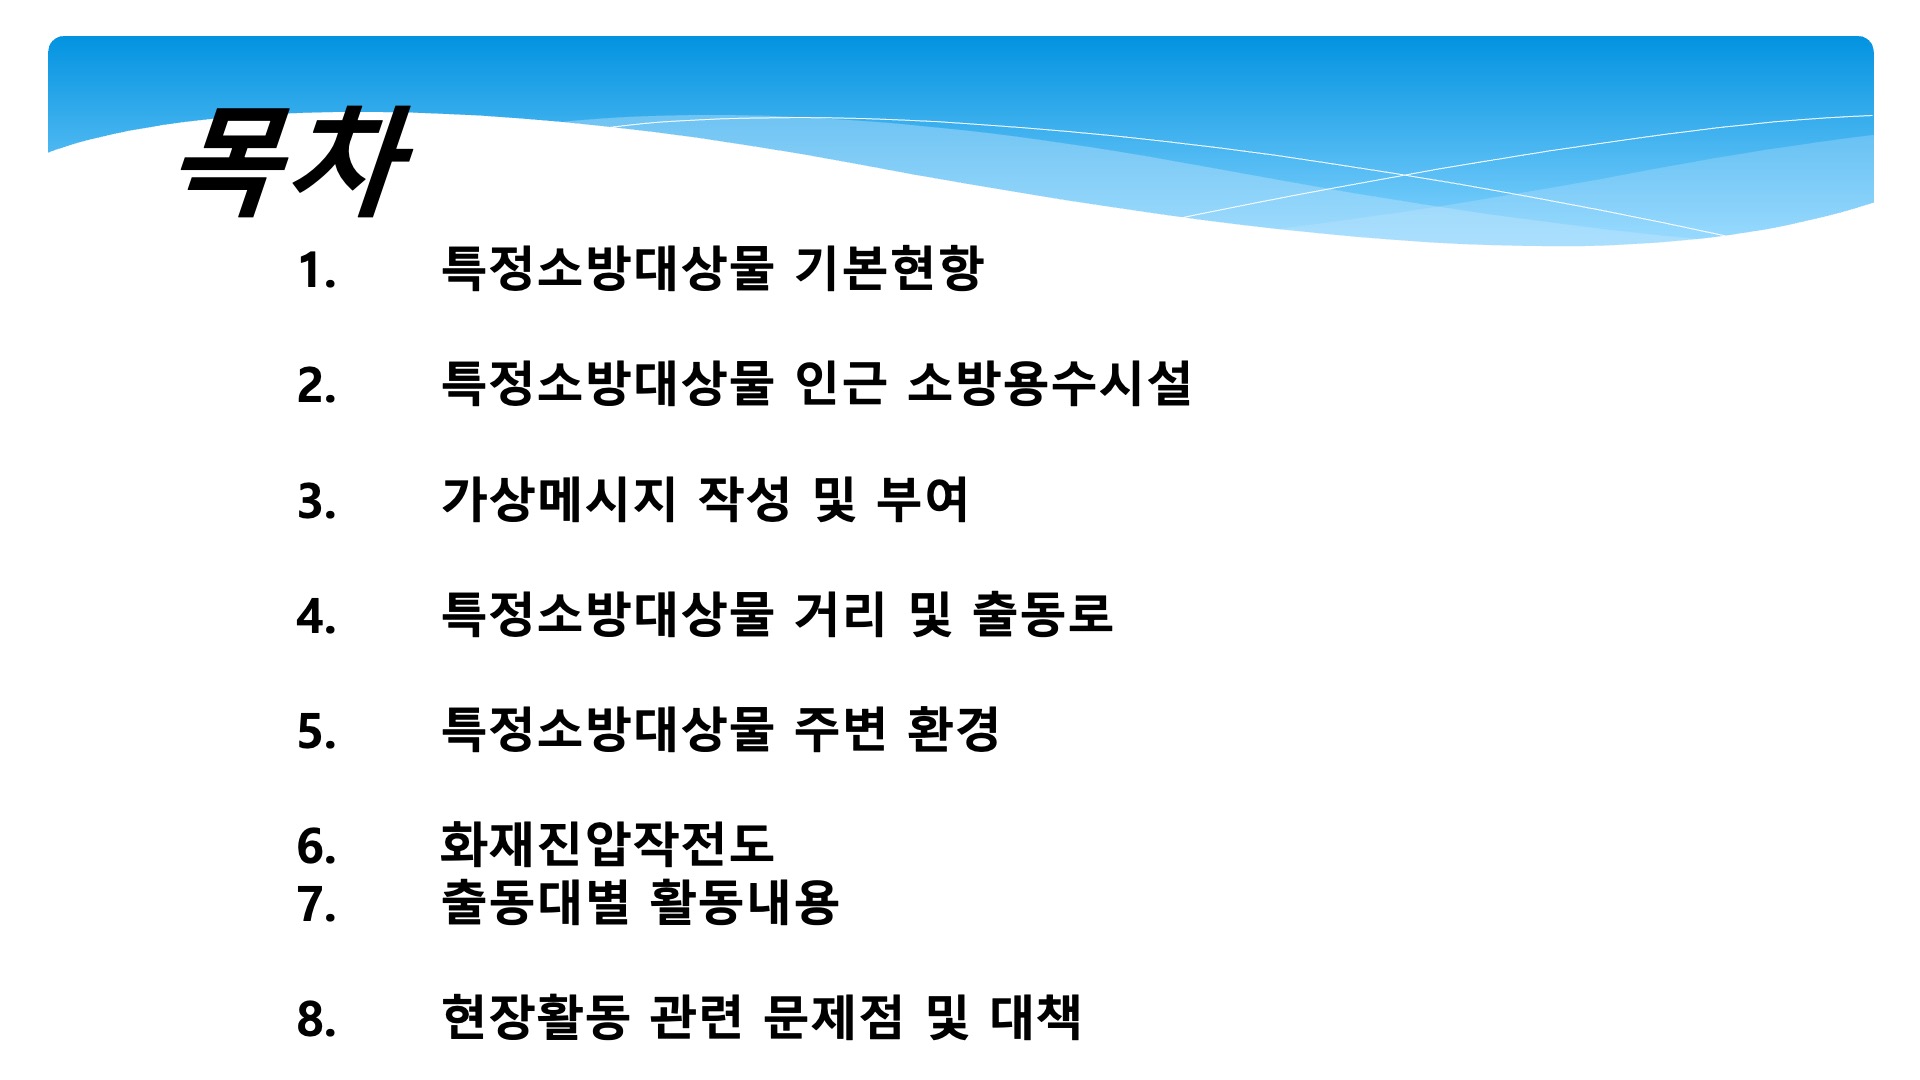 목차
1. 특정소방대상물 기본현항
2. 특정소방대상물 인근 소방용수시설
3. 가상메시지 작성 및 부여
4. 특정소방대상물 거리 및 출동로
5. 특정소방대상물 주변 환경
6. 화재진압작전도
7. 출동대별 활동내용
8. 현장활동 관련 문제점 및 대책